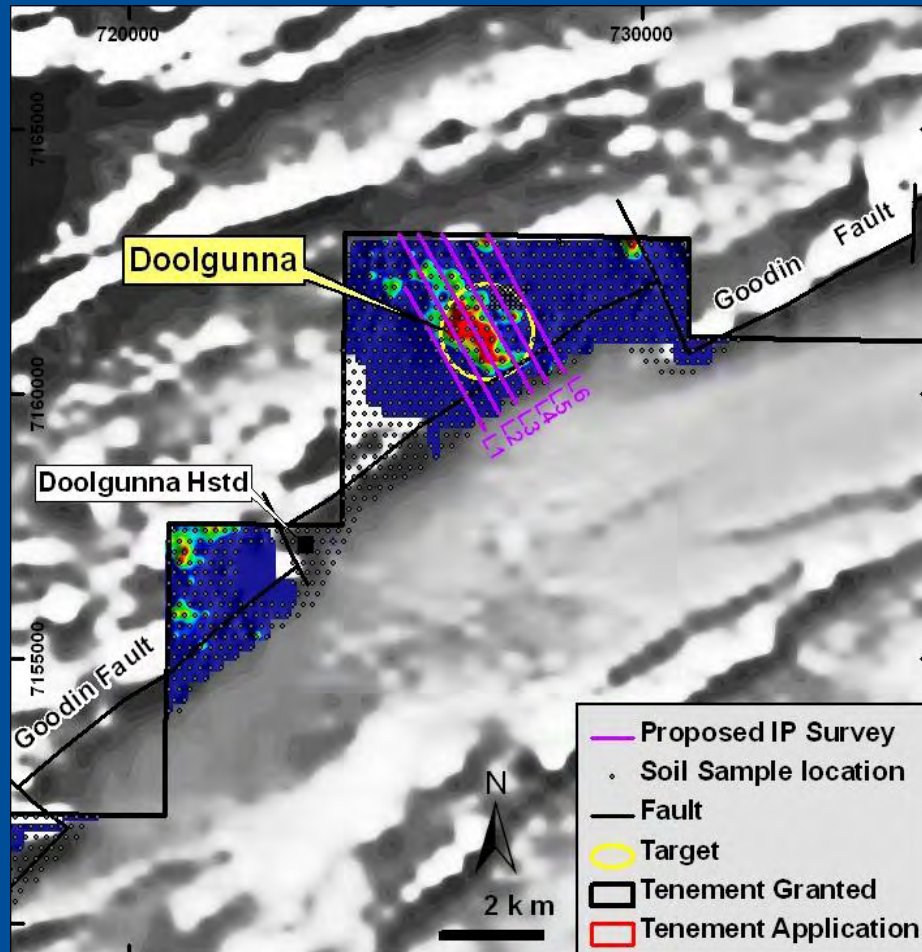 720000
730000
7165000
Doolgunna
Goodin Fault
7160000
L1
L2
L3
L4
L5
L6
Doolgunna Hstd
7155000
Goodin Fault
N
2 km
Proposed IP Survey
Soil Sample location
Fault
Target
Tenement Granted
Tenement Application